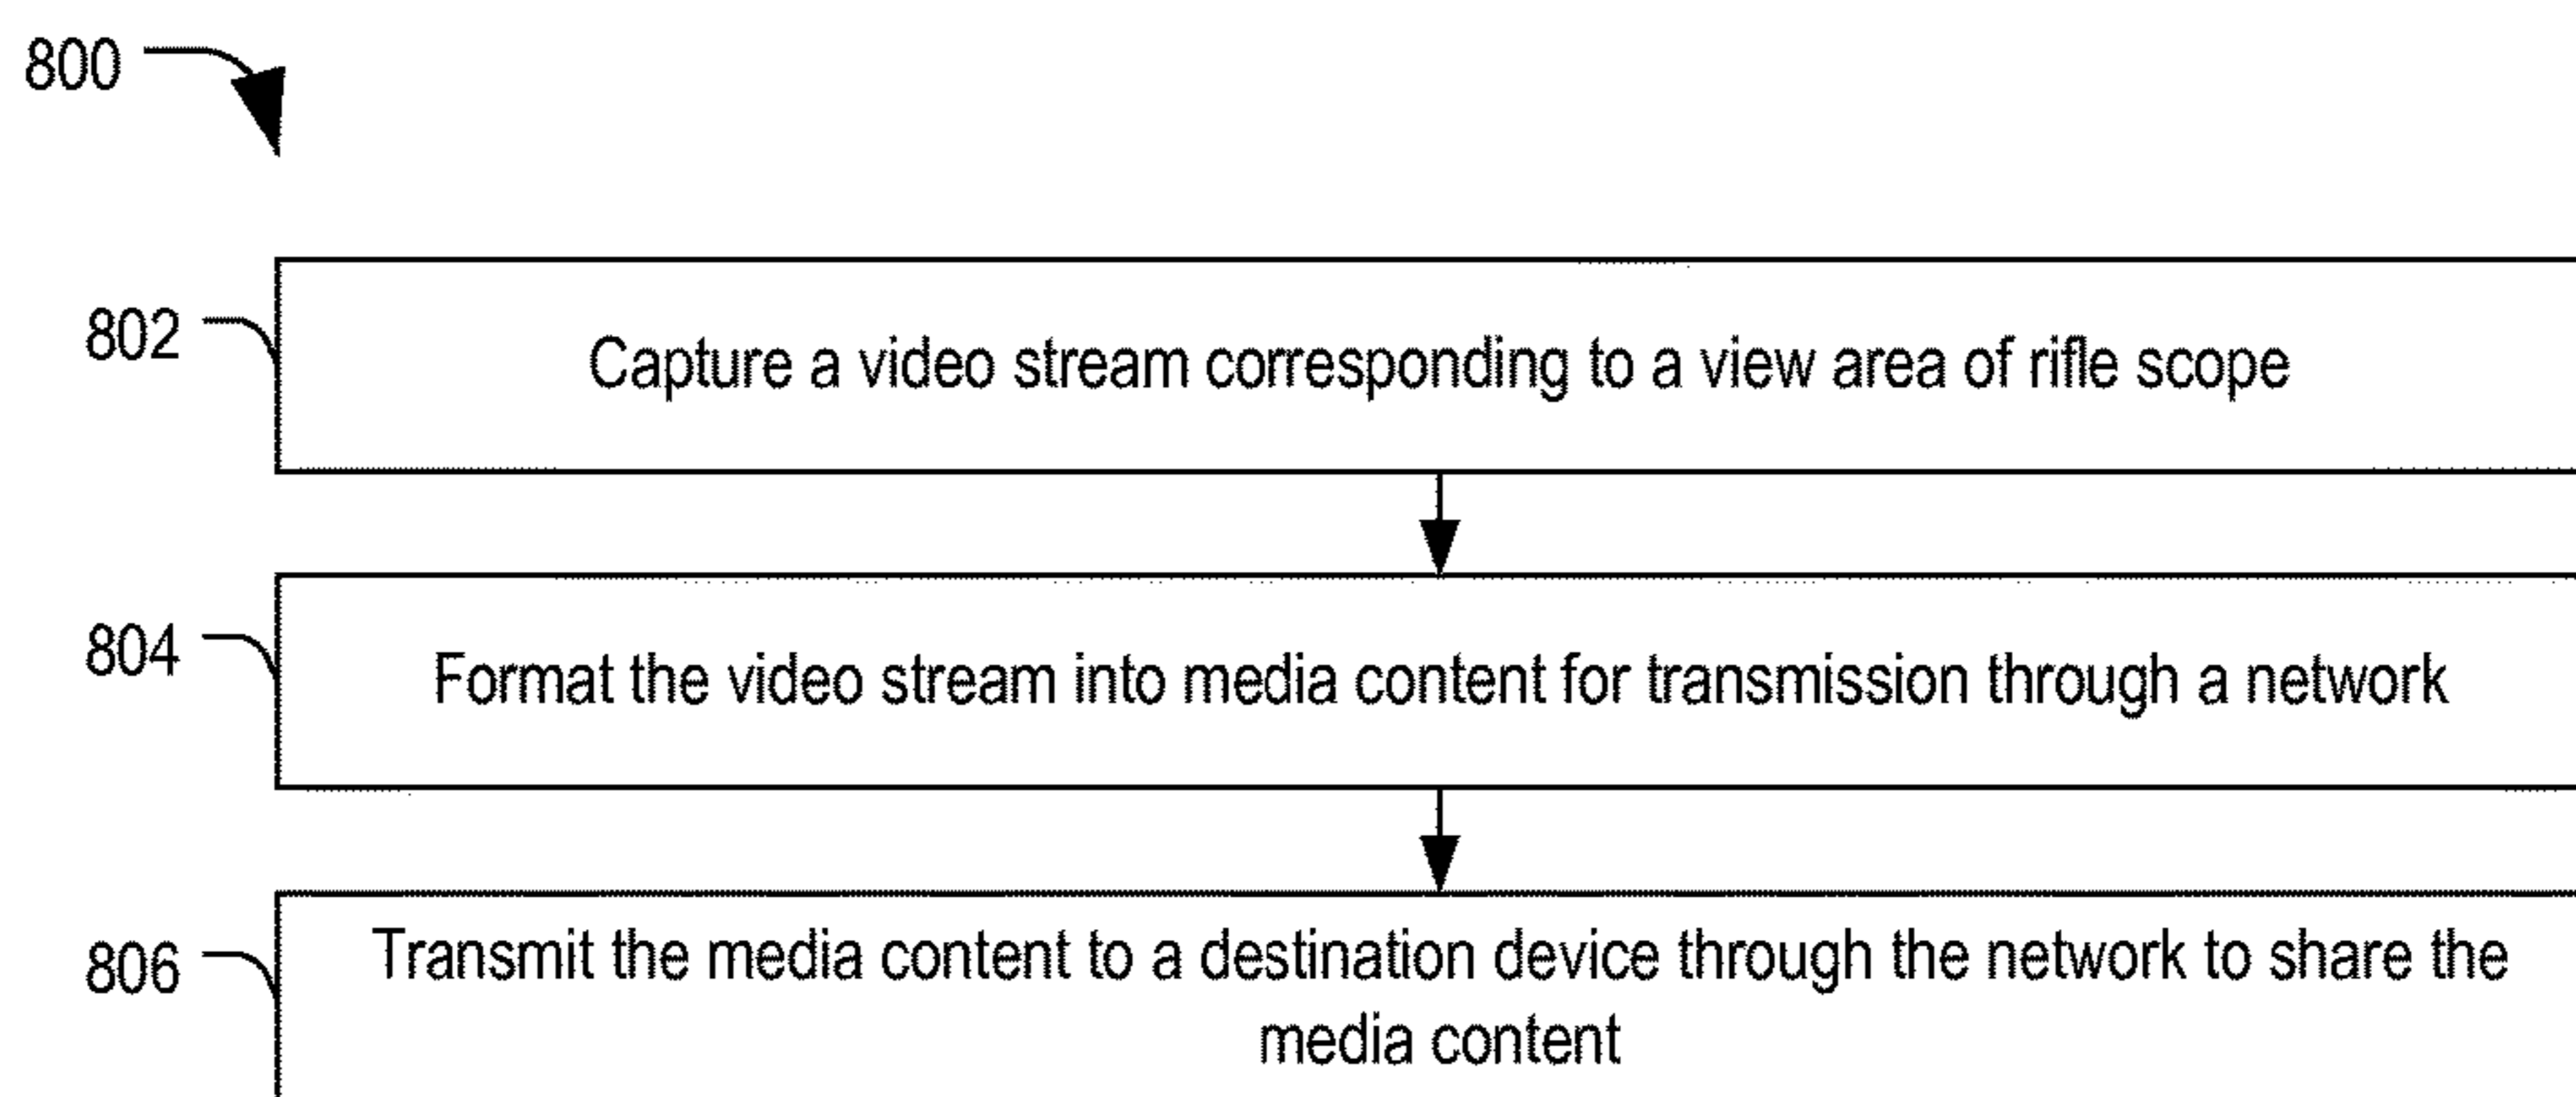 800
802
Capture a video stream corresponding to a view area of rifle scope
804
Format the video stream into media content for transmission through a network
806
Transmit the media content to a destination device through the network to share the
media content